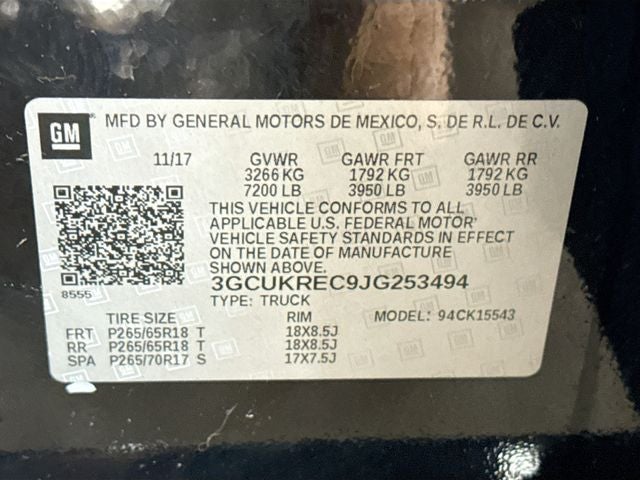 GM MFD BY GENERAL MOTORS DE MEXICO, S. DE R.L. DE C.V.
11/17 GVWR GAWR FRT GAWR RR
3266 KG 1792 KG 1792 KG
7200 LB 3950 LB 3950 LB
THIS VEHICLE CONFORMS TO ALL
APPLICABLE U.S. FEDERAL MOTOR
VEHICLE SAFETY STANDARDS IN EFFECT
ON THE DATE OF MANUFACTURE
SHOWN ABOVE.
8555 3GCUKREC9JG253494
TYPE: TRUCK
TIRE SIZE RIM MODEL: 94CK15543
FRT P265/65R18 T 18X8.5J
RR P265/65R18 T 18X8.5J
SPA P265/70R17 S 17X7.5J